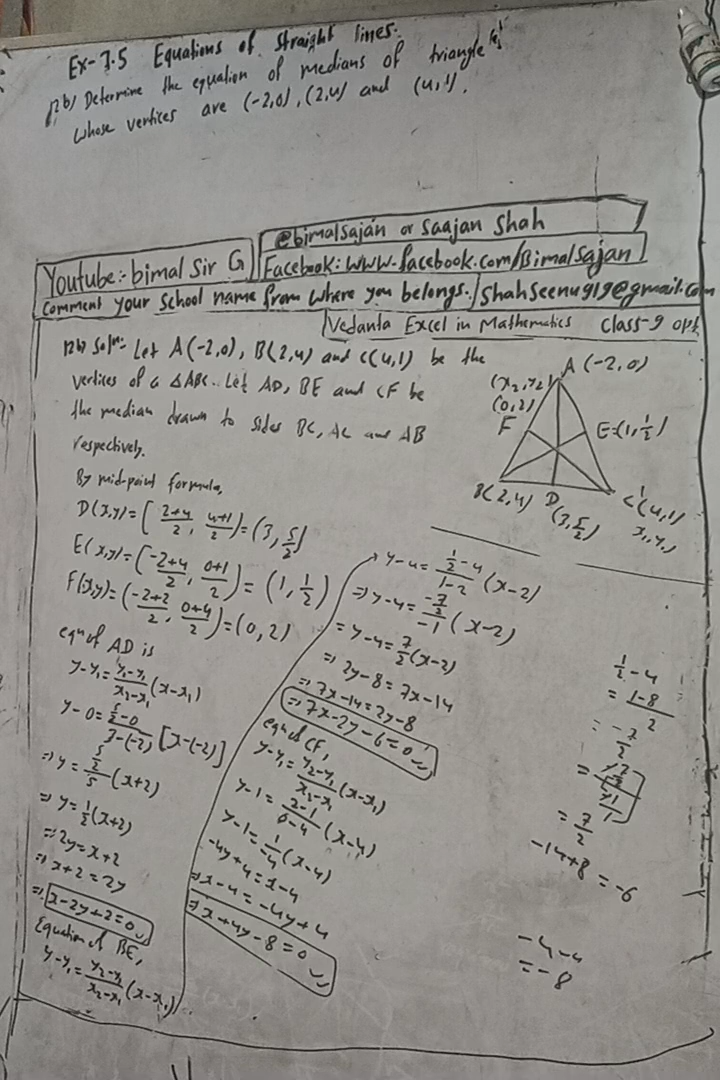 Ex-7.5 Equations of Straight lines.
12b) Determine the equation of medians of triangle
whose vertices are (-2,0), (2,4) and (4,1).
@bimalsajan or Saajan Shah
Youtube:- bimal Sir G
Facebook: www.facebook.com/Bimalsajan
Comment your School name from where you belongs./Shahseenu919@gmail.com
Vedanta Excel in Mathematics Class-9 opt
12b) Solⁿ: Let A(-2,0), B(2,4) and C(4,1) be the
vertices of a ΔABC. Let AD, BE and CF be
the median drawn to sides BC, AC and AB
respectively.
By mid-point formula,
D(x,y) = [2+4/2, 4+1/2) = (3, 5/2)
E(x,y) = [-2+4/2, 0+1/2) = (1, 1/2)
F(x,y) = (-2+2/2, 0+4/2) = (0,2)
eqn of AD is
y-y₁ = y₂-y₁/x₂-x₁ (x-x₁)
y-0 = 5/2-0/3-(-2) [x-(-2)]
⇒ y = 5/2/5 (x+2)
⇒ y = 1/2 (x+2)
⇒ 2y = x+2
⇒ x+2 = 2y
⇒ x-2y+2=0
Equation of BE,
y-y₁ = y₂-y₁/x₂-x₁ (x-x₁)
A (-2,0)
(x₂,y₂)
(0,2)
F
E=(1, 1/2)
B(2,4)
D
(3, 5/2)
C(4,1)
x₁,y₁)
y-4 = 1/2-4/1-2 (x-2)
⇒ y-4 = -7/2/-1 (x-2)
= y-4 = 7/2 (x-2)
⇒ 2y-8 = 7x-14
⇒ 7x-14 = 2y-8
⇒ 7x-2y-6=0
eqn of CF,
y-y₁ = y₂-y₁/x₂-x₁ (x-x₁)
y-1 = 2-1/0-4 (x-4)
y-1 = 1/-4 (x-4)
-4y+4 = x-4
⇒ x-4 = -4y+4
⇒ x+4y-8=0
1/2-4
= 1-8/2
= -7/2
= 7/2
-14+8 = -6
-4-4
= -8